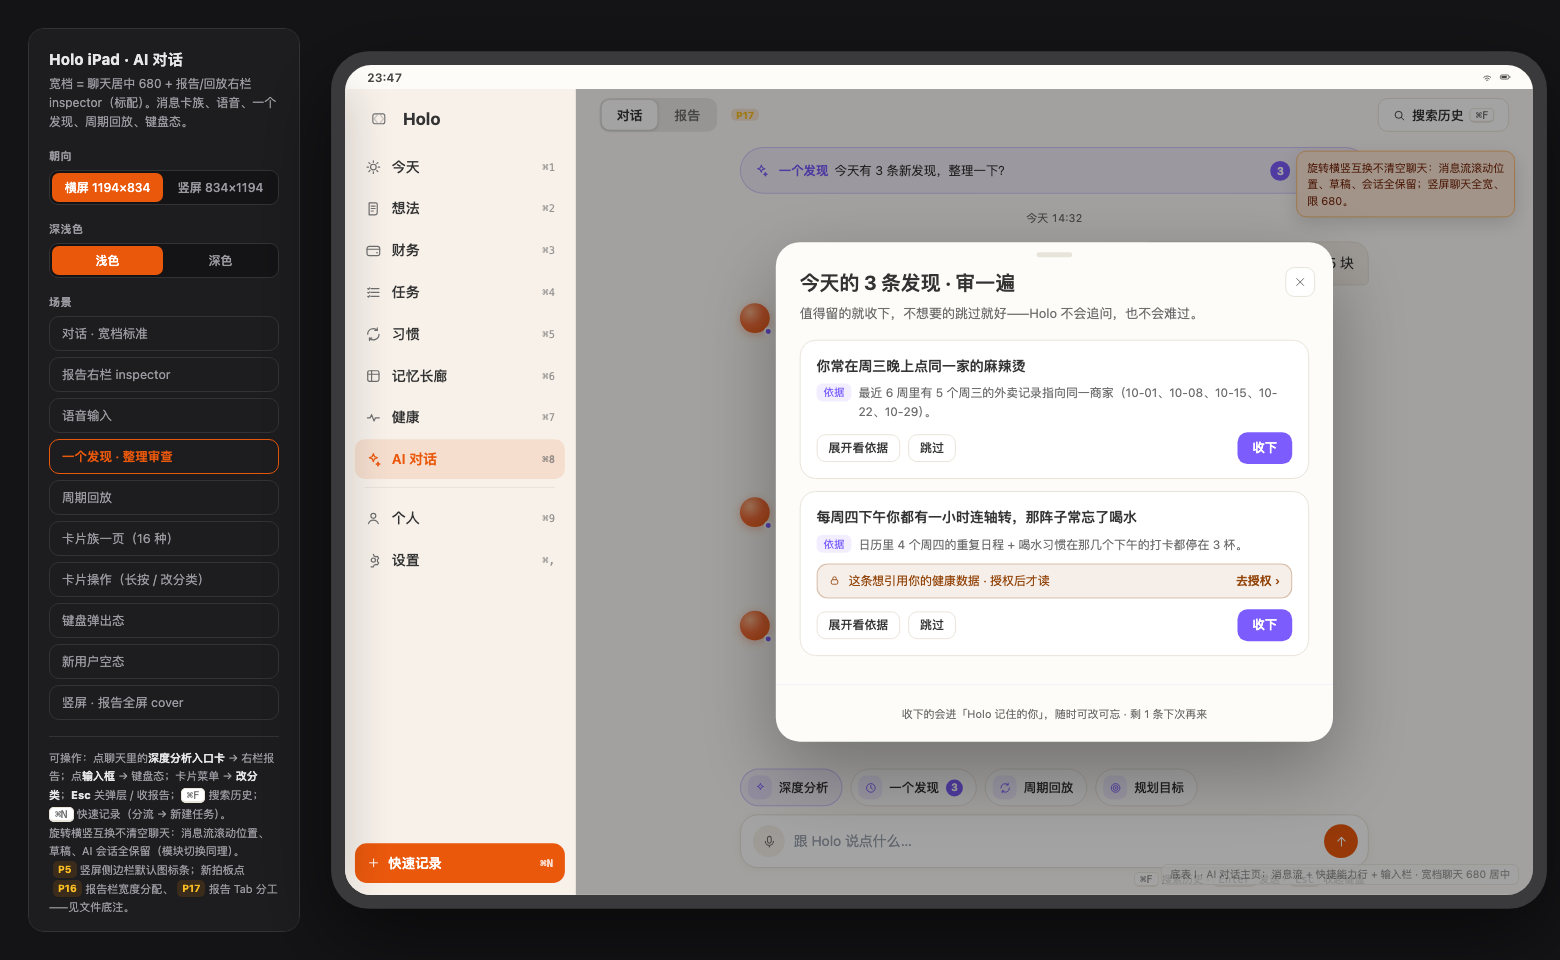 Holo iPad · AI 对话
宽档 = 聊天居中 680 + 报告/回放右栏
inspector（标配）。消息卡族、语音、一个
发现、周期回放、键盘态。
朝向
横屏 1194×834
竖屏 834×1194
深浅色
浅色
深色
场景
对话 · 宽档标准
报告右栏 inspector
语音输入
一个发现 · 整理审查
周期回放
卡片族一页（16 种）
卡片操作（长按 / 改分类）
键盘弹出态
新用户空态
竖屏 · 报告全屏 cover
可操作：点聊天里的深度分析入口卡 → 右栏报
告；点输入框 → 键盘态；卡片菜单 → 改分
类；Esc 关弹层 / 收报告；⌘F 搜索历史；
⌘N 快速记录（分流 → 新建任务）。
旋转横竖互换不清空聊天：消息流滚动位置、
草稿、AI 会话全保留（模块切换同理）。
P5 竖屏侧边栏默认图标条；新拍板点
P16 报告栏宽度分配、 P17 报告 Tab 分工
——见文件底注。
23:47
Holo
今天 ⌘1
想法 ⌘2
财务 ⌘3
任务 ⌘4
习惯 ⌘5
记忆长廊 ⌘6
健康 ⌘7
AI 对话 ⌘8
个人 ⌘9
设置 ⌘,
快速记录 ⌘N
对话
报告
P17
搜索历史 ⌘F
一个发现 今天有 3 条新发现，整理一下？
3
旋转横竖互换不清空聊天：消息流滚动位
置、草稿、会话全保留；竖屏聊天全宽、
限 680。
今天 14:32
块
今天的 3 条发现 · 审一遍
值得留的就收下，不想要的跳过就好——Holo 不会追问，也不会难过。
你常在周三晚上点同一家的麻辣烫
依据 最近 6 周里有 5 个周三的外卖记录指向同一商家（10-01、10-08、10-15、10-
22、10-29）。
展开看依据
跳过
收下
每周四下午你都有一小时连轴转，那阵子常忘了喝水
依据 日历里 4 个周四的重复日程 + 喝水习惯在那几个下午的打卡都停在 3 杯。
这条想引用你的健康数据 · 授权后才读
去授权 ›
展开看依据
跳过
收下
收下的会进「Holo 记住的你」，随时可改可忘 · 剩 1 条下次再来
深度分析
一个发现 3
周期回放
规划目标
跟 Holo 说点什么…
⌘F
底表 | AI 对话主页：消息流 + 快捷能力行 + 输入栏 · 宽档聊天 680 居中